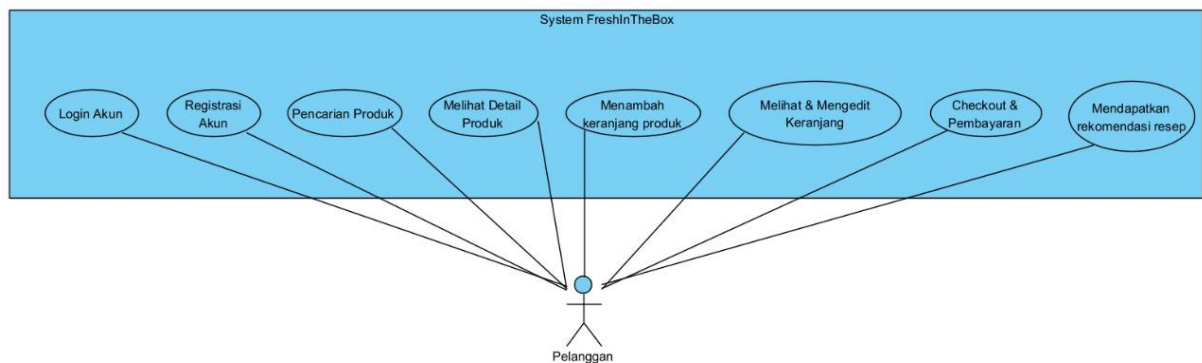 System FreshInTheBox
Login Akun
Registrasi
Akun
Pencarian Produk
Melihat Detail
Produk
Menambah
keranjang produk
Melihat & Mengedit
Keranjang
Checkout &
Pembayaran
Mendapatkan
rekomendasi resep
Pelanggan